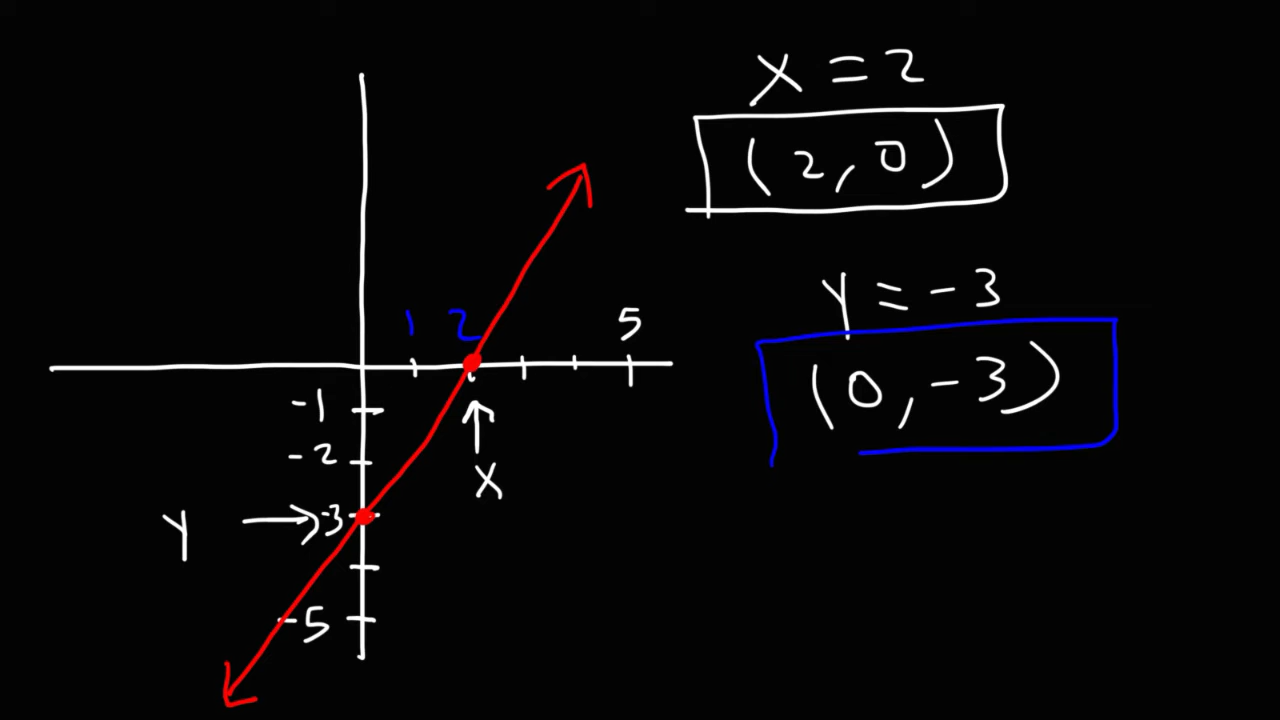 X = 2
(2, 0)
1 2 5
Y = -3
(0, -3)
-1
-2
X
Y → -3
-5